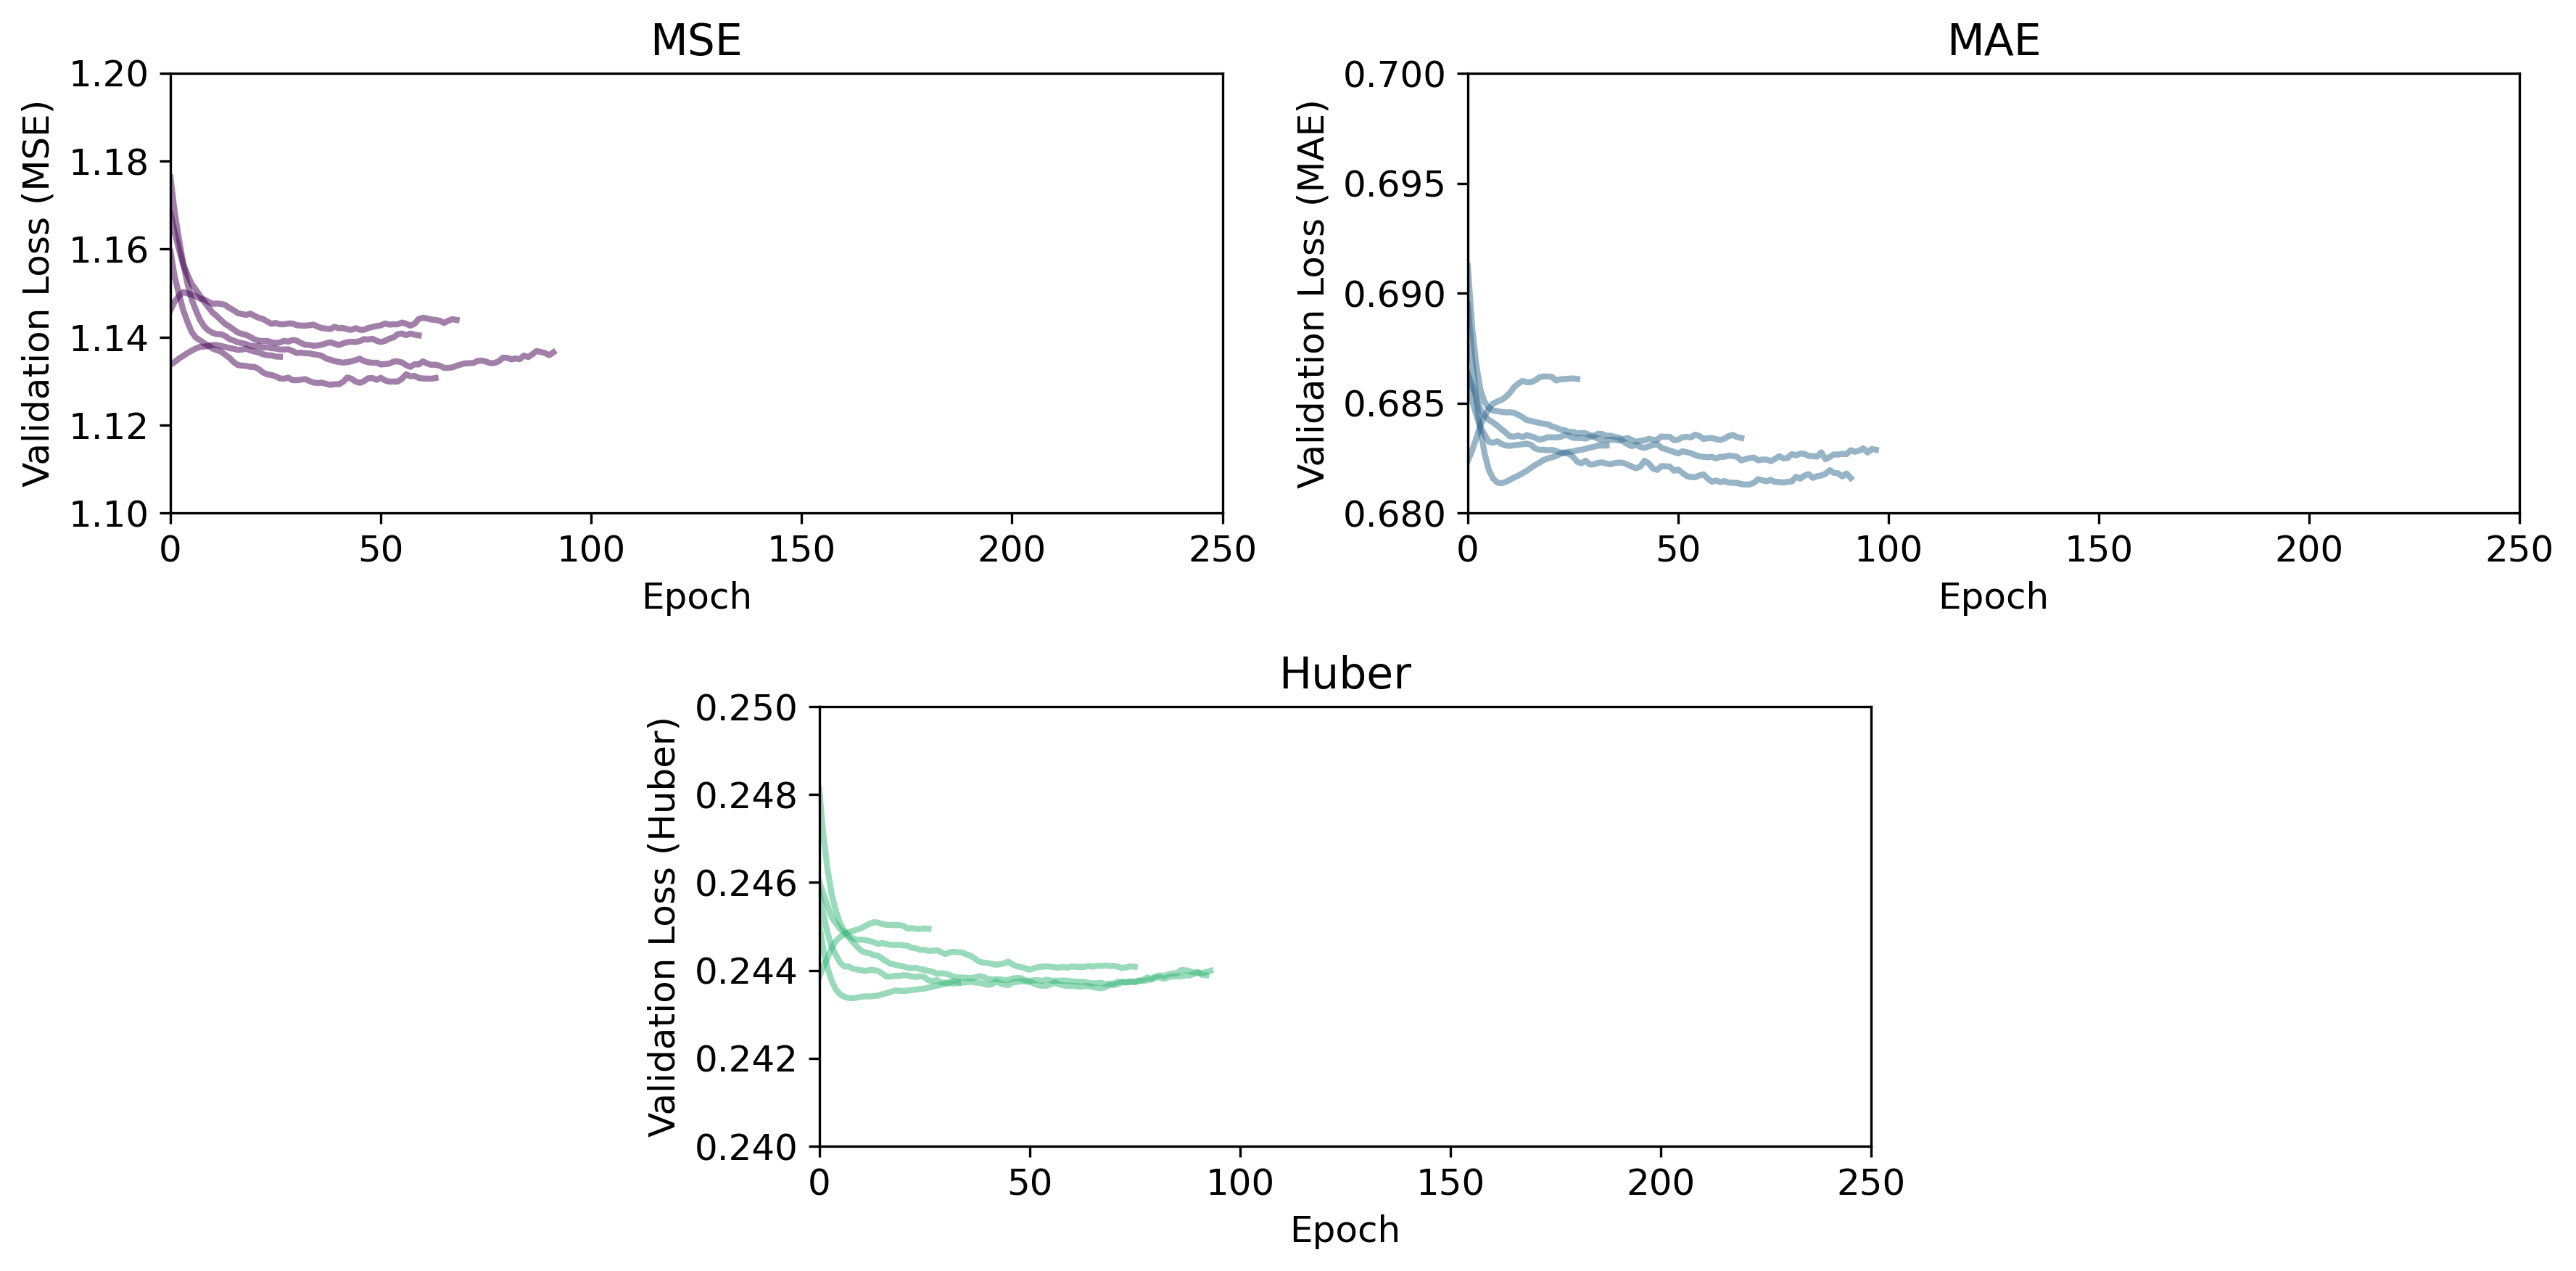 MSE
Validation Loss (MSE)
1.20
1.18
1.16
1.14
1.12
1.10
0 50 100 150 200 250
Epoch
MAE
Validation Loss (MAE)
0.700
0.695
0.690
0.685
0.680
0 50 100 150 200 250
Epoch
Huber
Validation Loss (Huber)
0.250
0.248
0.246
0.244
0.242
0.240
0 50 100 150 200 250
Epoch